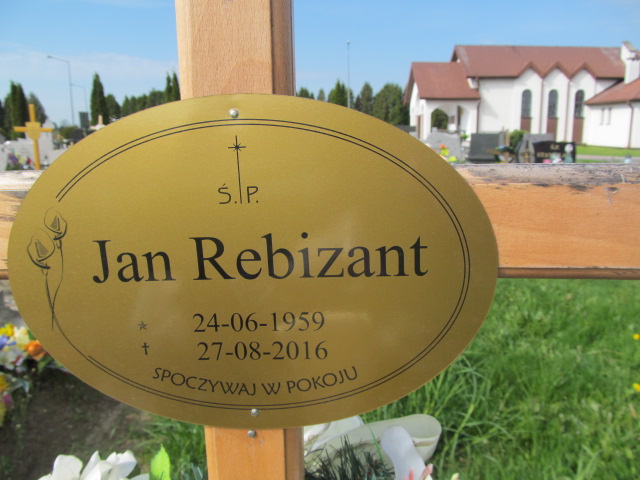 Ś. P.
Jan Rebizant
* 24-06-1959
✝ 27-08-2016
SPOCZYWAJ W POKOJU